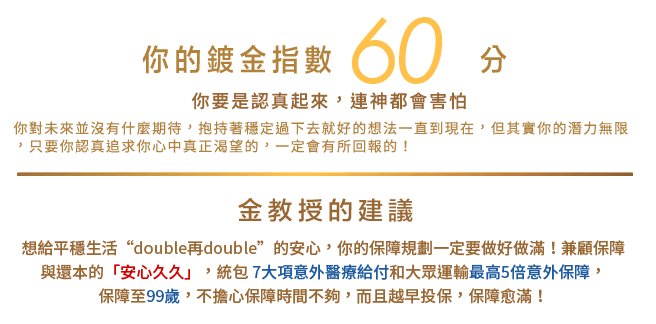 你的鍍金指數 60 分
你要是認真起來，連神都會害怕
你對未來並沒有什麼期待，抱持著穩定過下去就好的想法一直到現在，但其實你的潛力無限
，只要你認真追求你心中真正渴望的，一定會有所回報的！
金教授的建議
想給平穩生活“double再double”的安心，你的保障規劃一定要做好做滿！兼顧保障
與還本的「安心久久」，統包 7大項意外醫療給付和大眾運輸最高5倍意外保障，
保障至99歲，不擔心保障時間不夠，而且越早投保，保障愈滿！